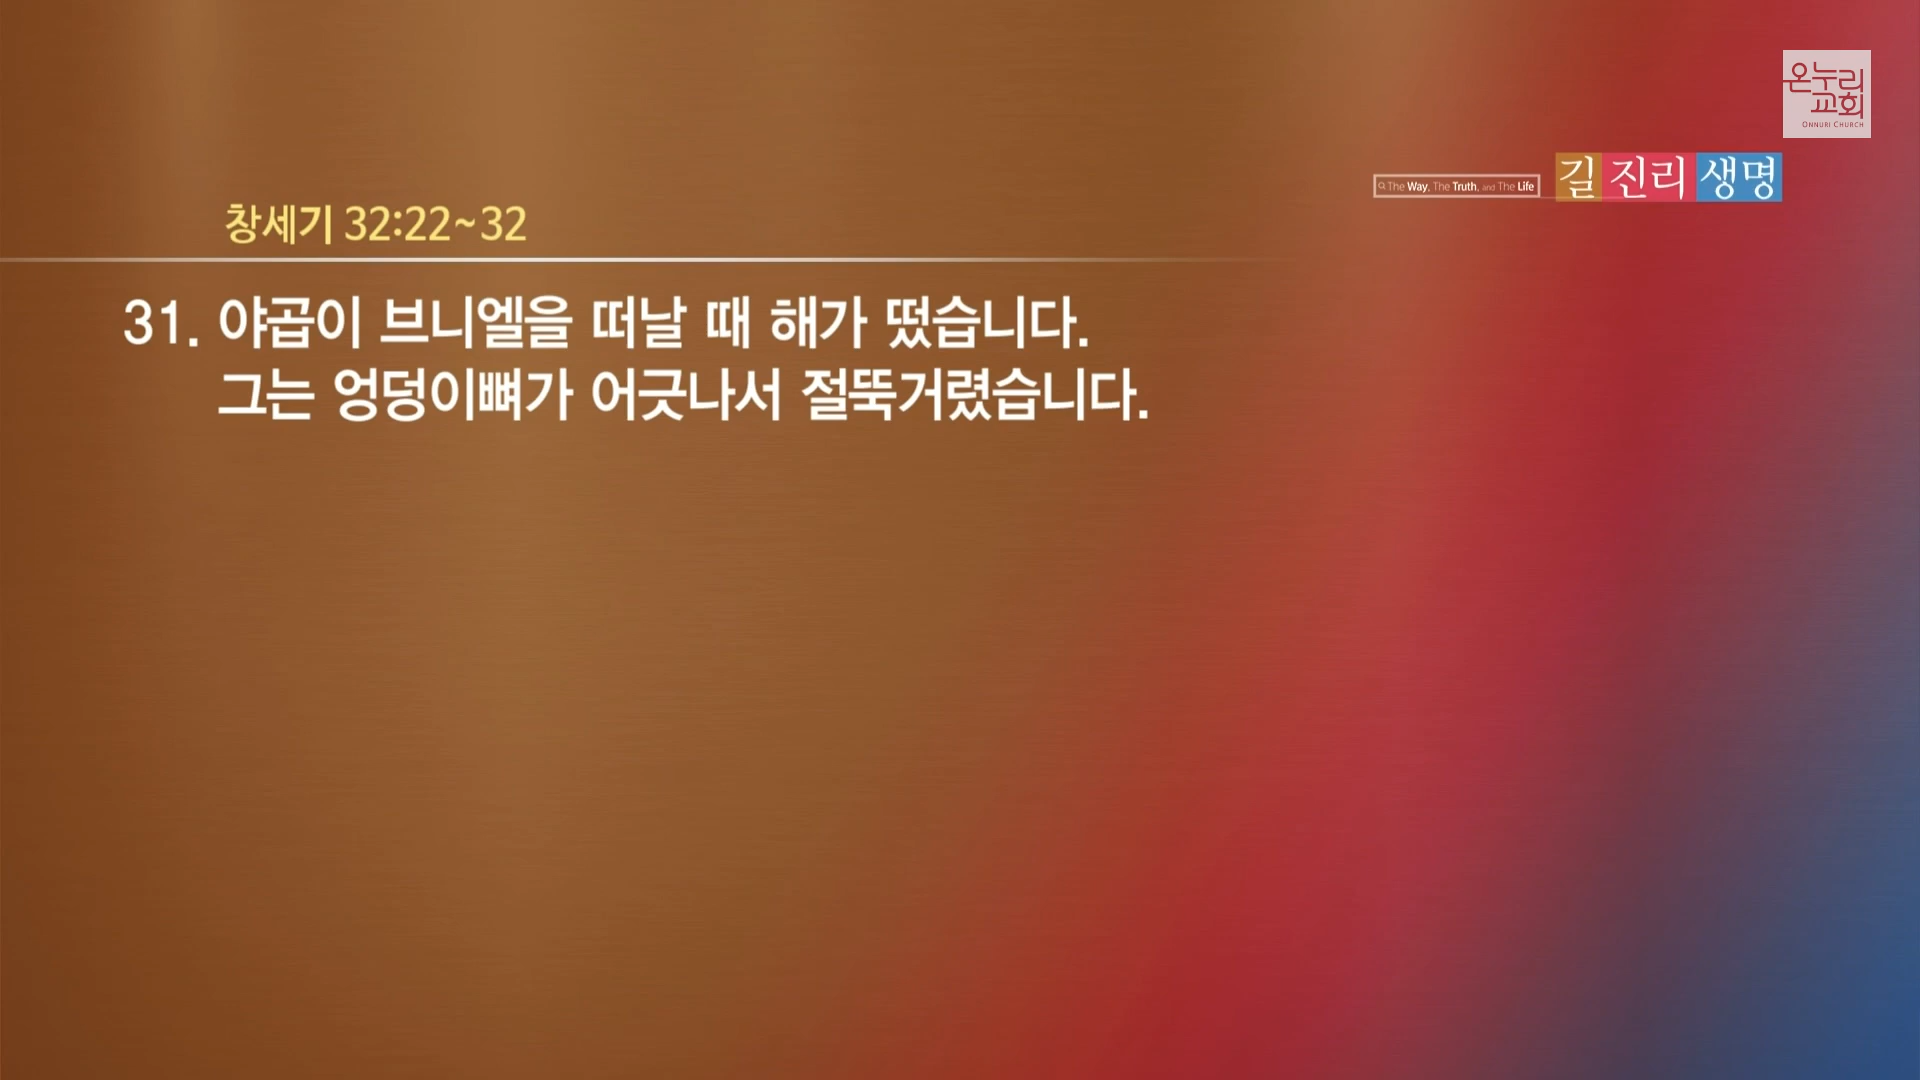 온누리
교회
ONNURI CHURCH
The Way, The Truth, and The Life
길 진리 생명
창세기 32:22~32
31. 야곱이 브니엘을 떠날 때 해가 떴습니다.
그는 엉덩이뼈가 어긋나서 절뚝거렸습니다.